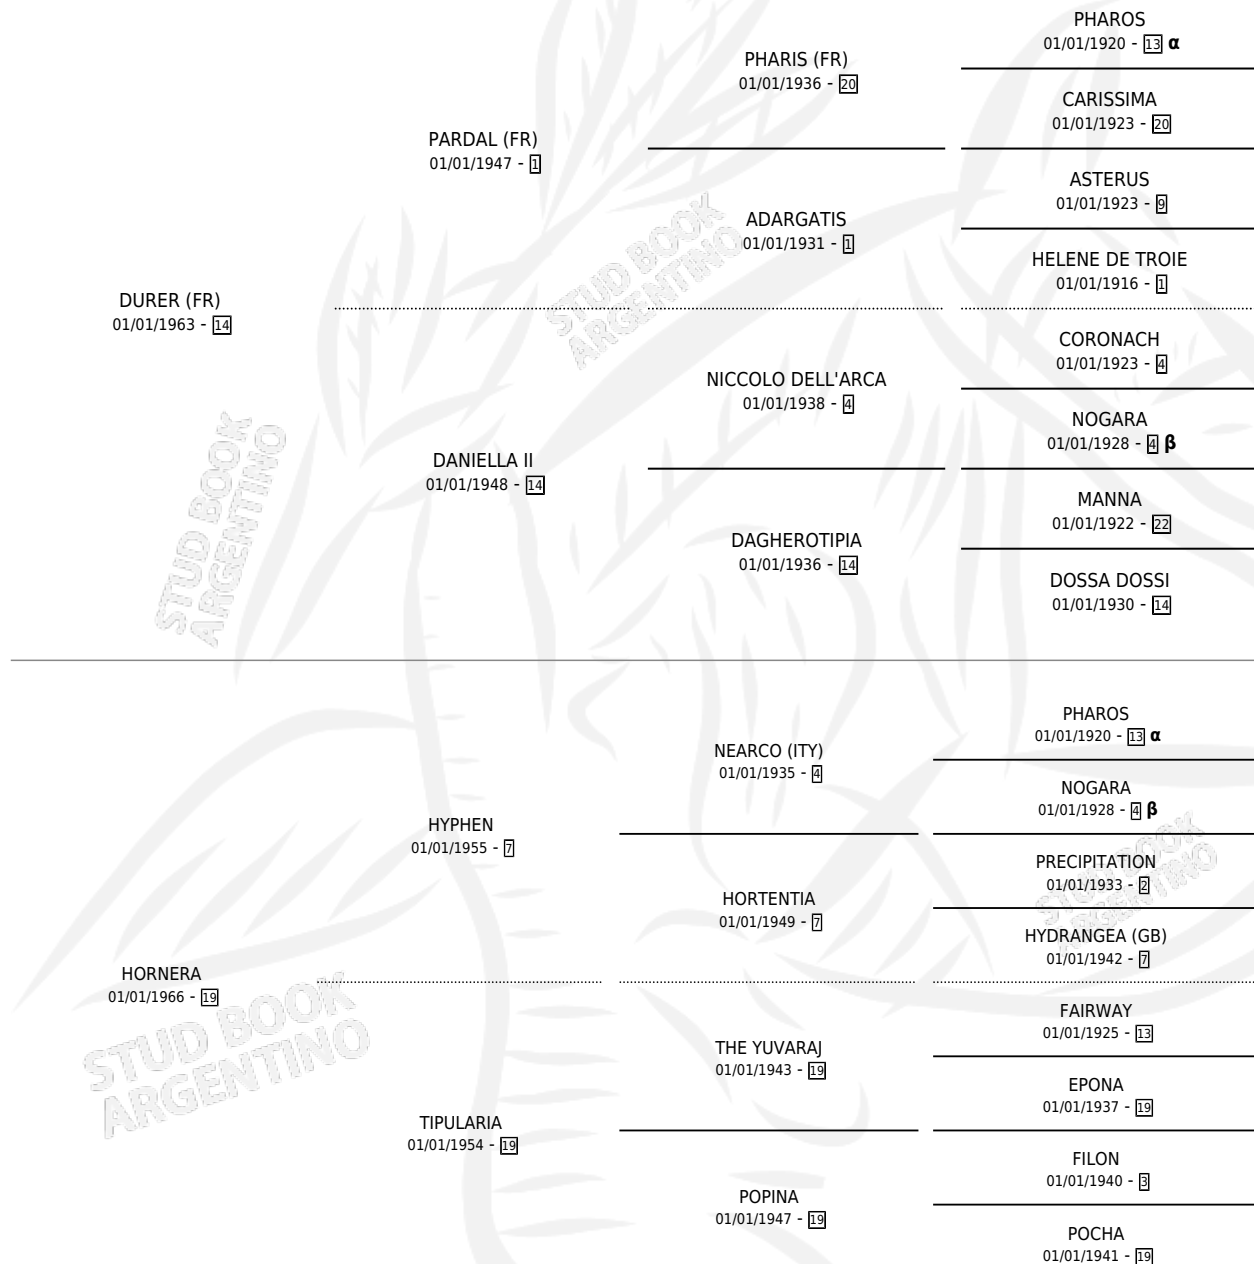 PHAROS
01/01/1920 - 13 α
PHARIS (FR)
01/01/1936 - 20
CARISSIMA
01/01/1923 - 20
PARDAL (FR)
01/01/1947 - 1
ASTERUS
01/01/1923 - 9
ADARGATIS
01/01/1931 - 1
HELENE DE TROIE
01/01/1916 - 1
DURER (FR)
01/01/1963 - 14
CORONACH
01/01/1923 - 4
NICCOLO DELL'ARCA
01/01/1938 - 4
NOGARA
01/01/1928 - 4 β
DANIELLA II
01/01/1948 - 14
MANNA
01/01/1922 - 22
DAGHEROTIPIA
01/01/1936 - 14
DOSSA DOSSI
01/01/1930 - 14
PHAROS
01/01/1920 - 13 α
NEARCO (ITY)
01/01/1935 - 4
NOGARA
01/01/1928 - 4 β
HYPHEN
01/01/1955 - 7
PRECIPITATION
01/01/1933 - 2
HORTENTIA
01/01/1949 - 7
HYDRANGEA (GB)
01/01/1942 - 7
HORNERA
01/01/1966 - 19
FAIRWAY
01/01/1925 - 13
THE YUVARAJ
01/01/1943 - 19
EPONA
01/01/1937 - 19
TIPULARIA
01/01/1954 - 19
FILON
01/01/1940 - 3
POPINA
01/01/1947 - 19
POCHA
01/01/1941 - 19
STUD BOOK
ARGENTINO
STUD BOOK
ARGENTINO
STUD BOOK
ARGENTINO
STUD BOOK
ARGENTINO